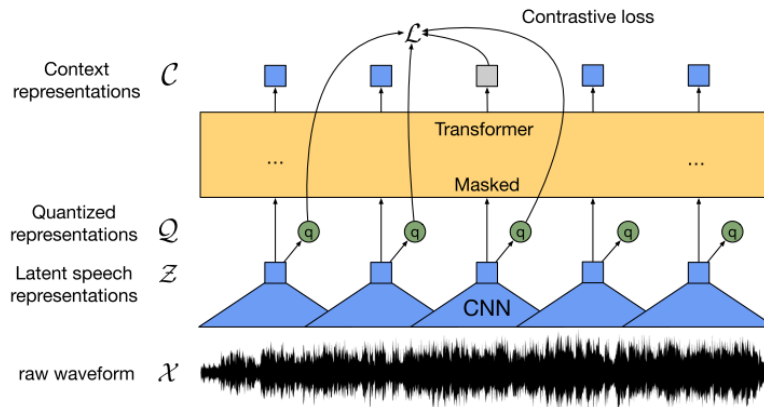 Contrastive loss
ℒ
Context
representations
𝒞
Transformer
...
...
Masked
Quantized
representations
𝒬
q
q
q
q
q
Latent speech
representations
𝒵
CNN
raw waveform
𝒳